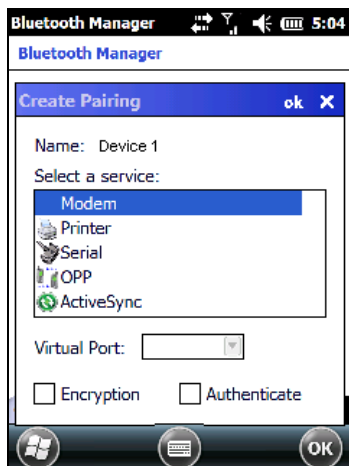 Bluetooth Manager 5:04
Bluetooth Manager
Create Pairing ok
Name: Device 1
Select a service:
Modem
Printer
Serial
OPP
ActiveSync
Virtual Port:
Encryption Authenticate
OK